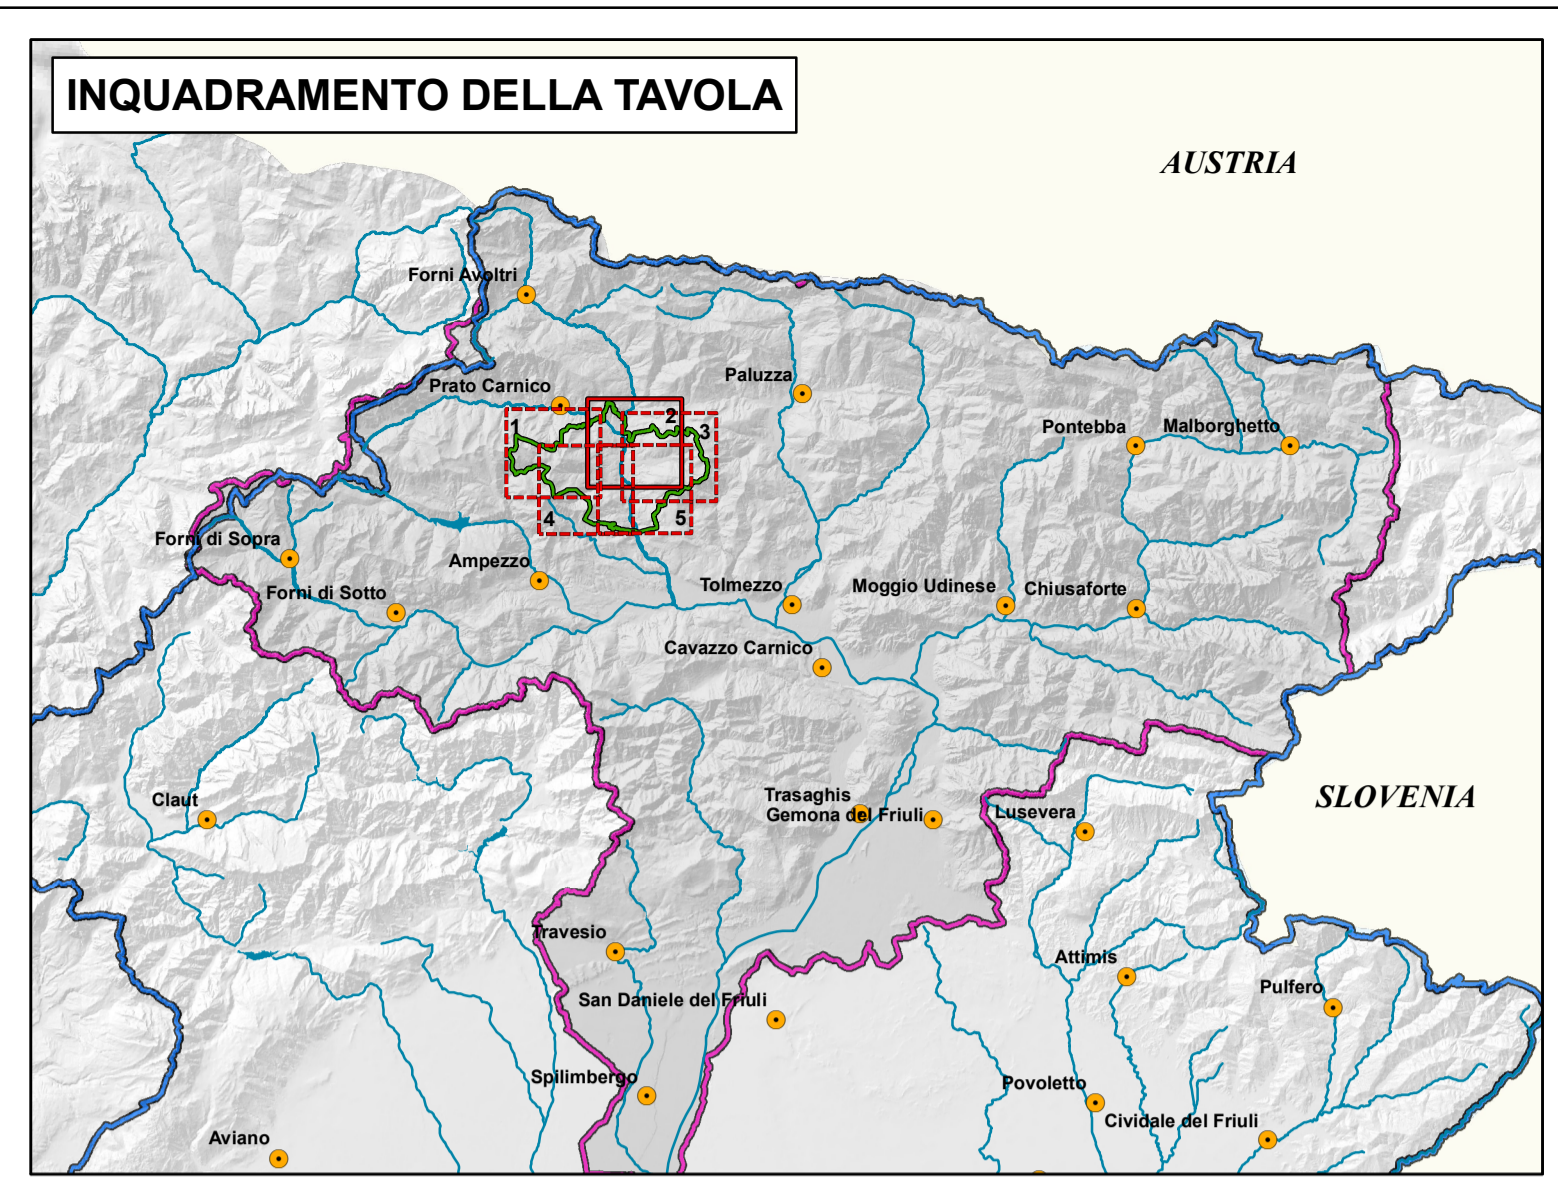 INQUADRAMENTO DELLA TAVOLA
AUSTRIA
Forni Avoltri
Paluzza
Prato Carnico
1
2
3
Pontebba
Malborghetto
4
5
Forni di Sopra
Ampezzo
Forni di Sotto
Tolmezzo
Moggio Udinese
Chiusaforte
Cavazzo Carnico
Claut
Trasaghis
Gemona del Friuli
Lusevera
SLOVENIA
Travesio
Attimis
San Daniele del Friuli
Pulfero
Spilimbergo
Povoletto
Cividale del Friuli
Aviano